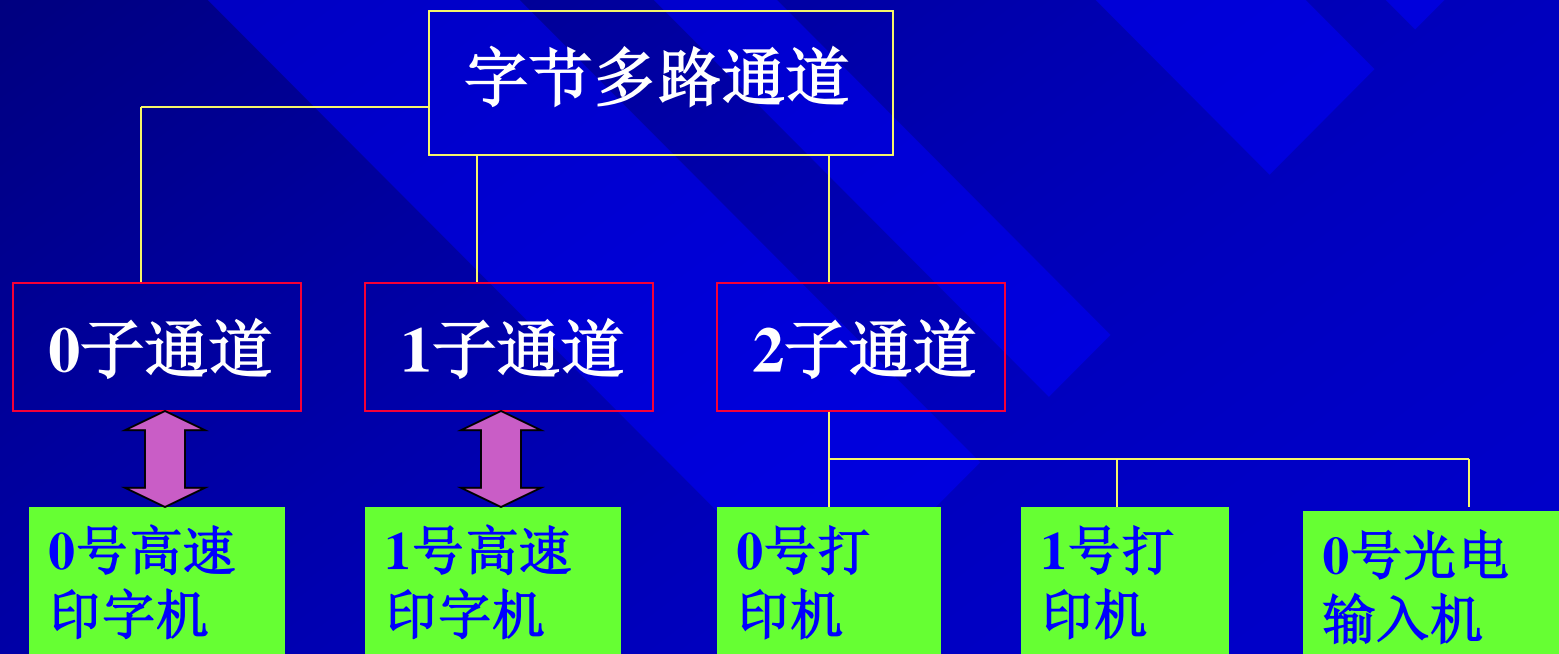 字节多路通道
0子通道
1子通道
2子通道
0号高速
印字机
1号高速
印字机
0号打
印机
1号打
印机
0号光电
输入机